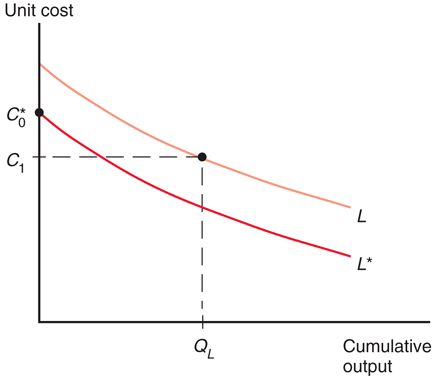 Unit cost
C*0
C1
L
L*
QL
Cumulative
output